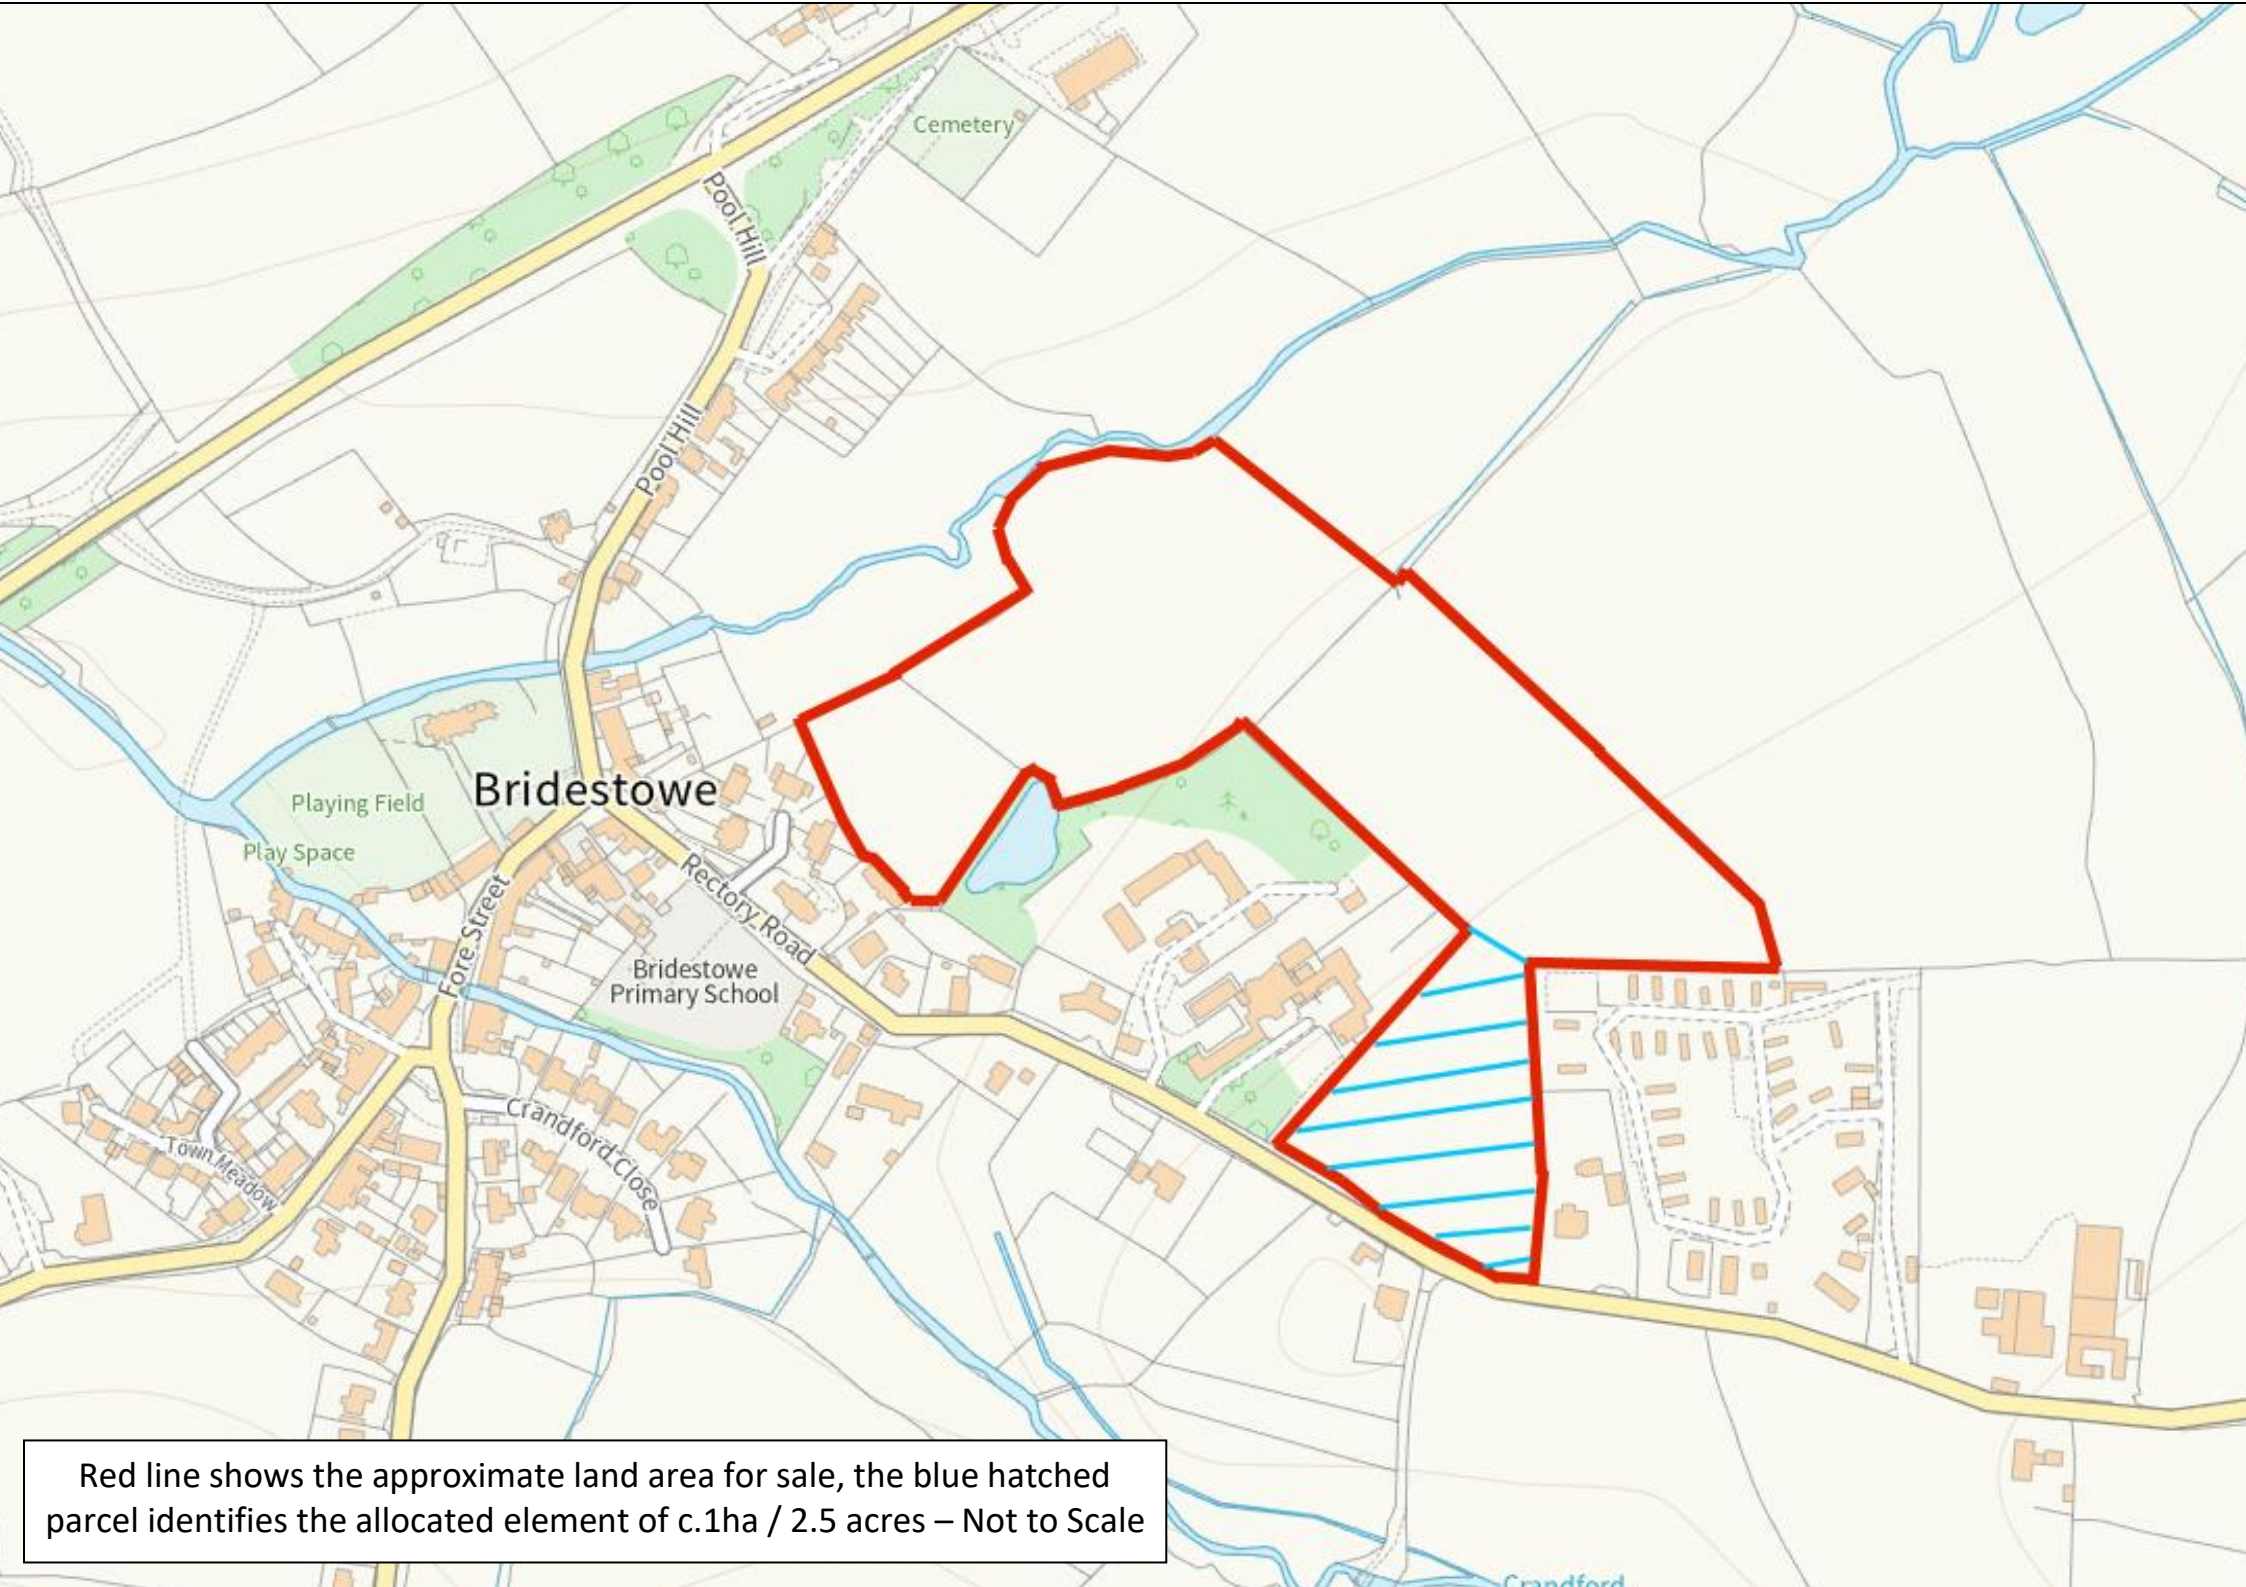 Cemetery
Pool Hill
Pool Hill
Bridestowe
Playing Field
Play Space
Rectory Road
Fore Street
Bridestowe
Primary School
Crandford Close
Town Meadow
Red line shows the approximate land area for sale, the blue hatched
parcel identifies the allocated element of c.1ha / 2.5 acres – Not to Scale
Crandford